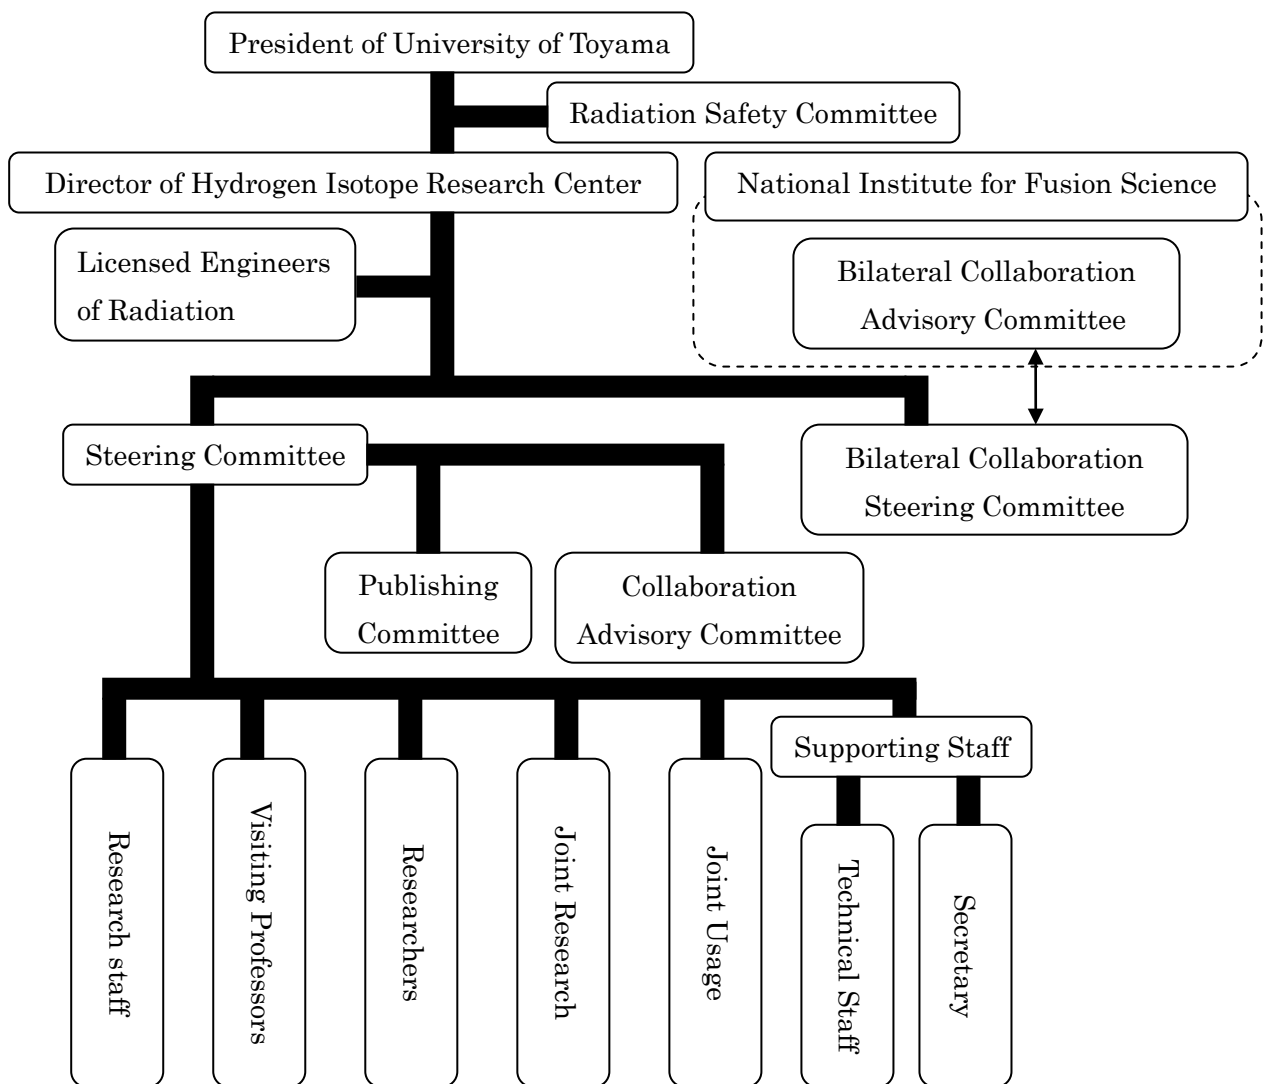 President of University of Toyama
Radiation Safety Committee
Director of Hydrogen Isotope Research Center
National Institute for Fusion Science
Licensed Engineers
of Radiation
Bilateral Collaboration
Advisory Committee
Steering Committee
Bilateral Collaboration
Steering Committee
Publishing
Committee
Collaboration
Advisory Committee
Supporting Staff
Research staff
Visiting Professors
Researchers
Joint Research
Joint Usage
Technical Staff
Secretary